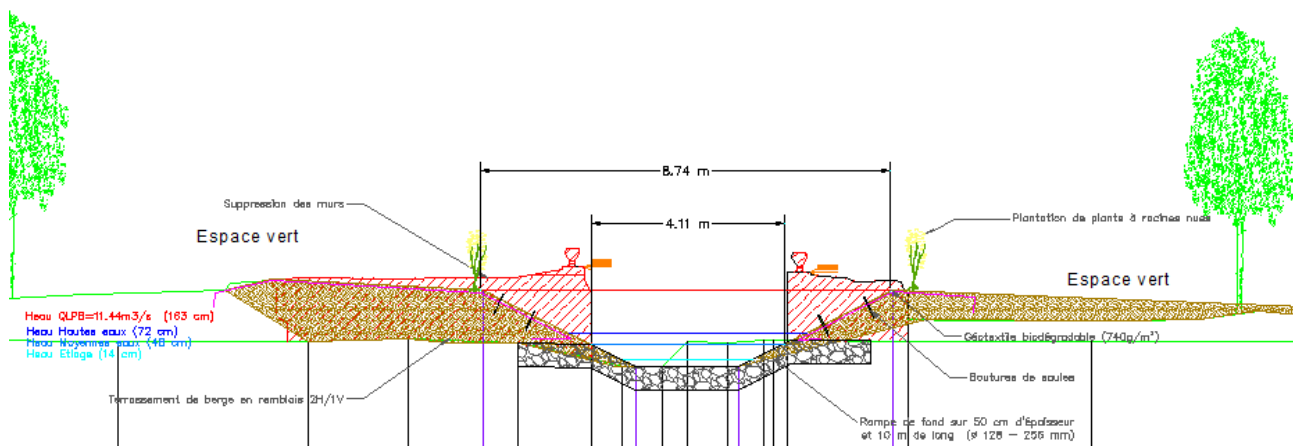 8.74 m
Suppression des murs
4.11 m
Plantation de plants à racines nues
Espace vert
Espace vert
Heau QLPB=11.44m3/s (163 cm)
Heau Hautes eaux (72 cm)
Heau Moyennes eaux (48 cm)
Heau Etiage (14 cm)
Géotextile biodégradable (740g/m²)
Boutures de saules
Terrassement de berge en remblais 2H/1V
Rampe de fond sur 50 cm d'épaisseur
et 10 m de long (ø 128 - 256 mm)